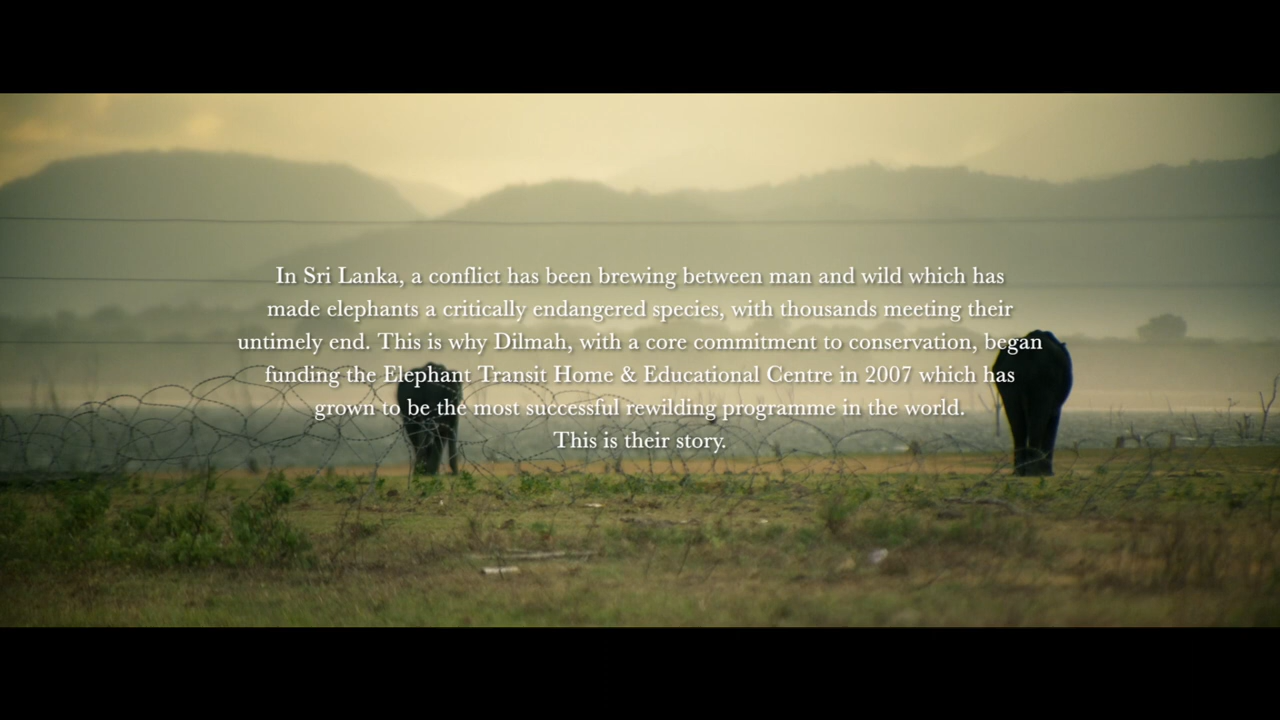 In Sri Lanka, a conflict has been brewing between man and wild which has
made elephants a critically endangered species, with thousands meeting their
untimely end. This is why Dilmah, with a core commitment to conservation, began
funding the Elephant Transit Home & Educational Centre in 2007 which has
grown to be the most successful rewilding programme in the world.
This is their story.